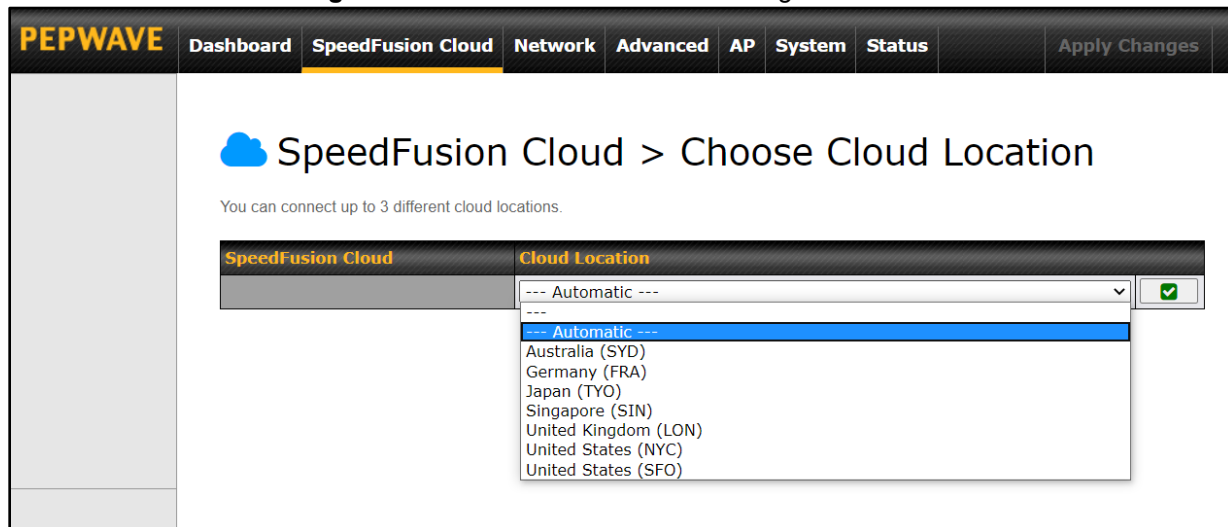 PEPWAVE Dashboard SpeedFusion Cloud Network Advanced AP System Status Apply Changes
SpeedFusion Cloud > Choose Cloud Location
You can connect up to 3 different cloud locations.
SpeedFusion Cloud Cloud Location
--- Automatic ---
---
--- Automatic ---
Australia (SYD)
Germany (FRA)
Japan (TYO)
Singapore (SIN)
United Kingdom (LON)
United States (NYC)
United States (SFO)